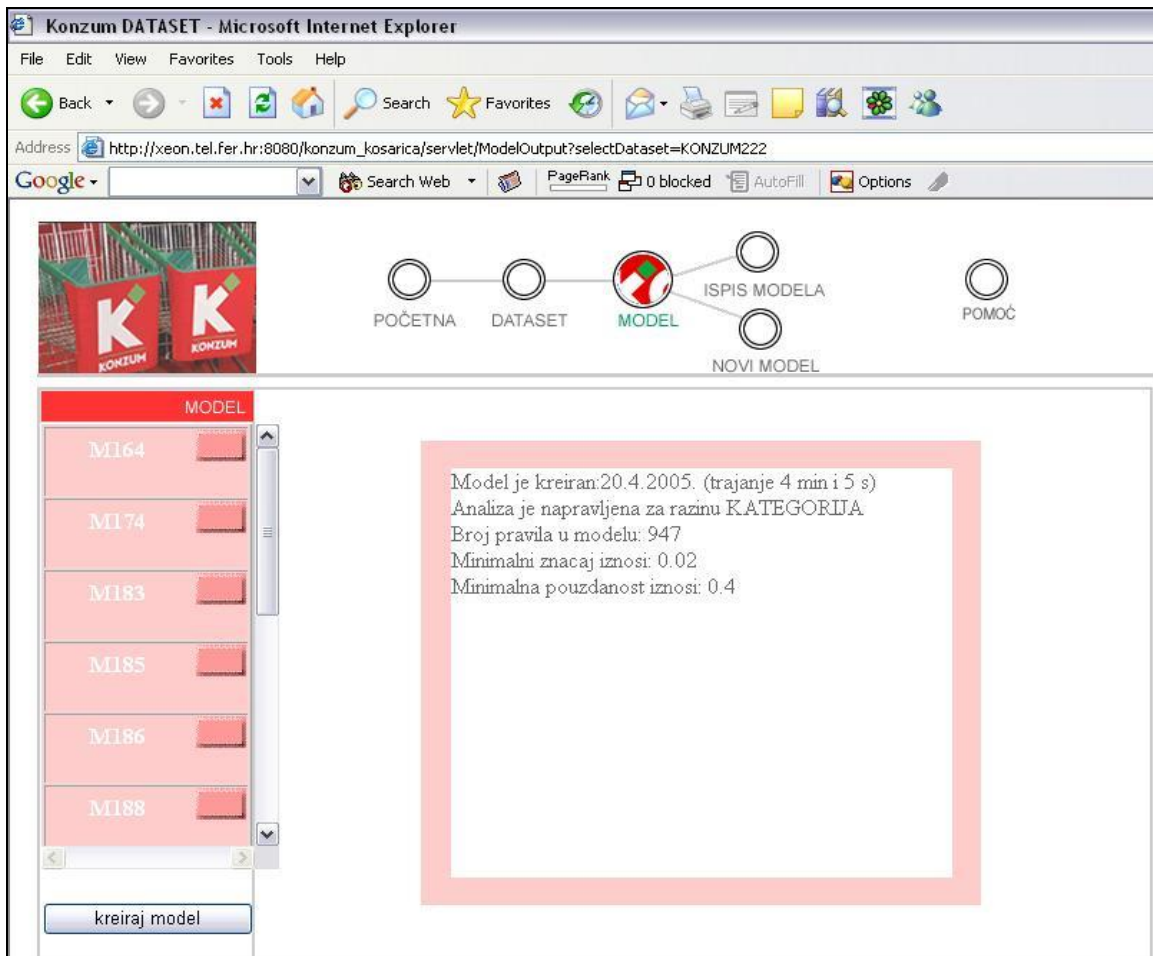 Konzum DATASET - Microsoft Internet Explorer
File Edit View Favorites Tools Help
Back Search Favorites
Address http://xeon.tel.fer.hr:8080/konzum_kosarica/servlet/ModelOutput?selectDataset=KONZUM222
Google Search Web PageRank 0 blocked AutoFill Options
K KONZUM K KONZUM
POČETNA DATASET MODEL ISPIS MODELA POMOĆ
NOVI MODEL
MODEL
M164
M174
M183
M185
M186
M188
kreiraj model
Model je kreiran:20.4.2005. (trajanje 4 min i 5 s)
Analiza je napravljena za razinu KATEGORIJA
Broj pravila u modelu: 947
Minimalni znacaj iznosi: 0.02
Minimalna pouzdanost iznosi: 0.4